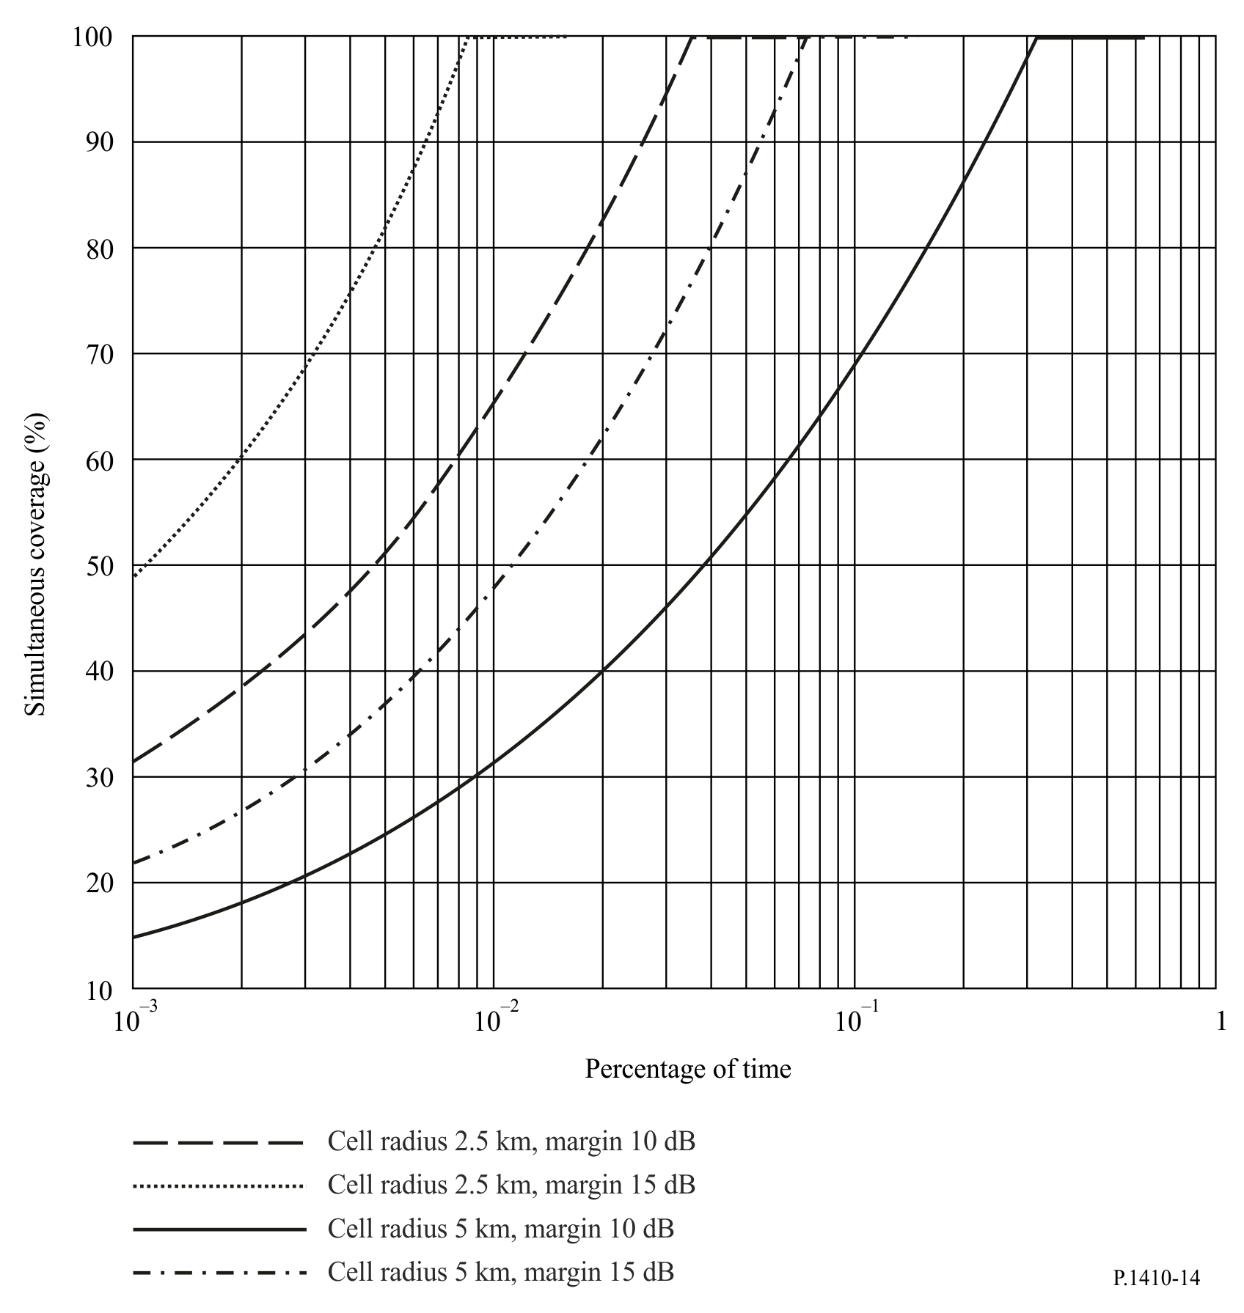 100
90
80
70
60
50
40
30
20
10
Simultaneous coverage (%)
10–3 10–2 10–1 1
Percentage of time
Cell radius 2.5 km, margin 10 dB
Cell radius 2.5 km, margin 15 dB
Cell radius 5 km, margin 10 dB
Cell radius 5 km, margin 15 dB
P.1410-14